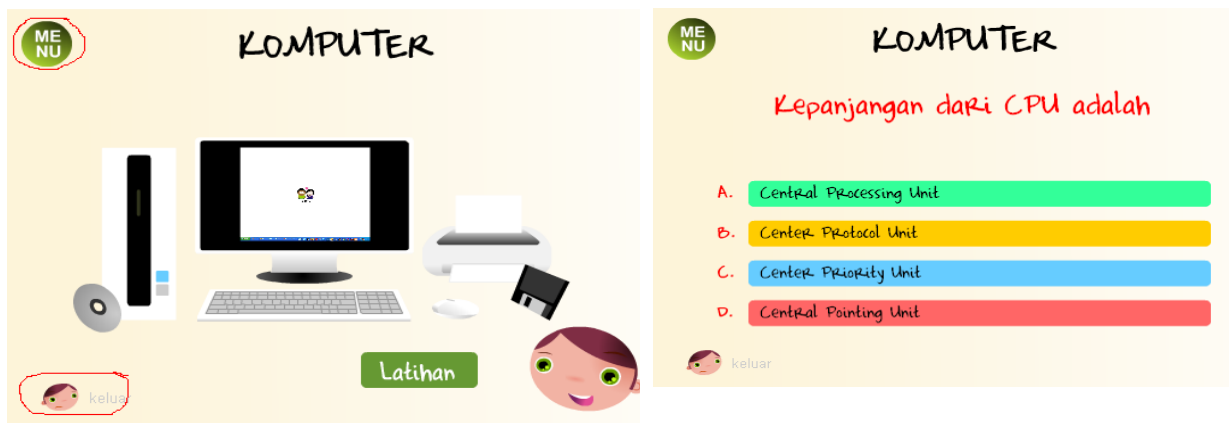 ME
NU
KOMPUTER
Latihan
keluar
ME
NU
KOMPUTER
Kepanjangan dari CPU adalah
A. Central Processing Unit
B. Center Protocol Unit
C. Center Priority Unit
D. Central Pointing Unit
keluar